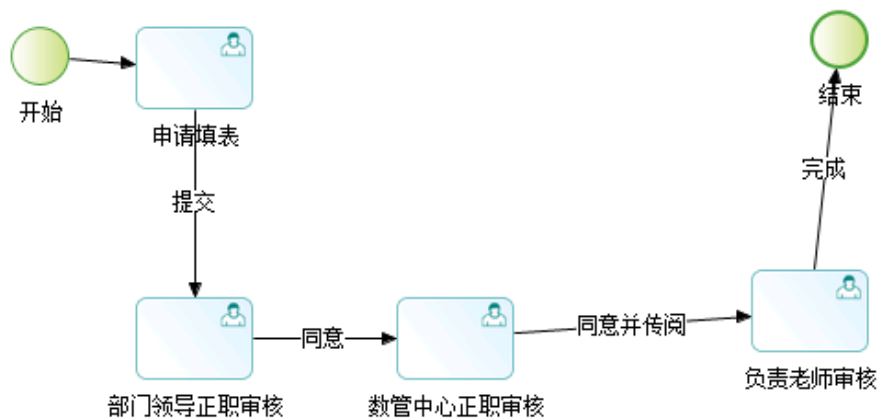 开始
申请填表
提交
部门领导正职审核
同意
数管中心正职审核
同意并传阅
负责老师审核
完成
结束